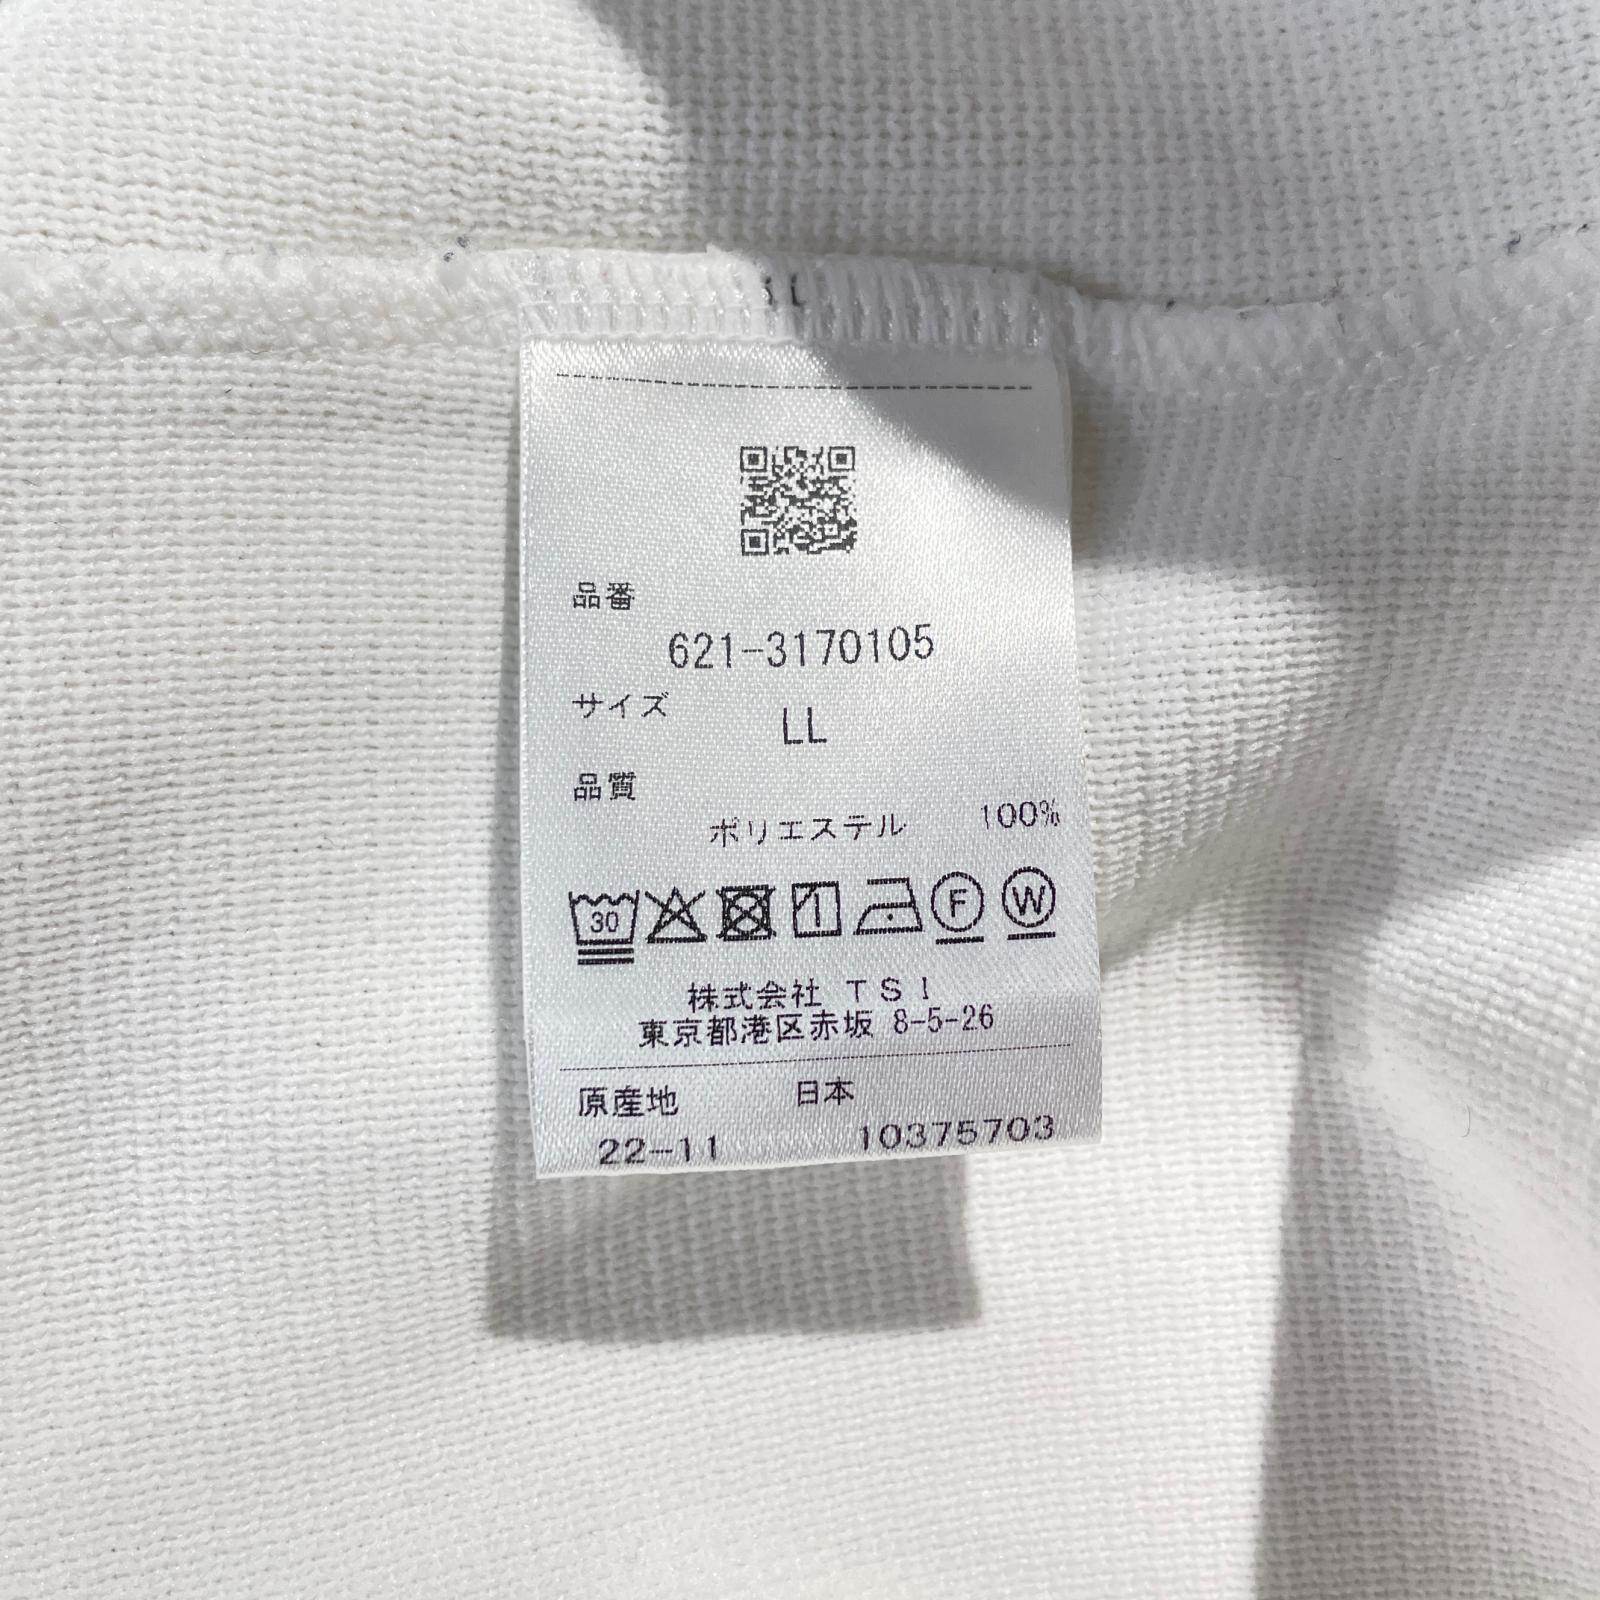 品番
621-3170105
サイズ
LL
品質
ポリエステル 100%
30 F W
株式会社 TSI
東京都港区赤坂 8-5-26
原産地 日本
22-11 10375703